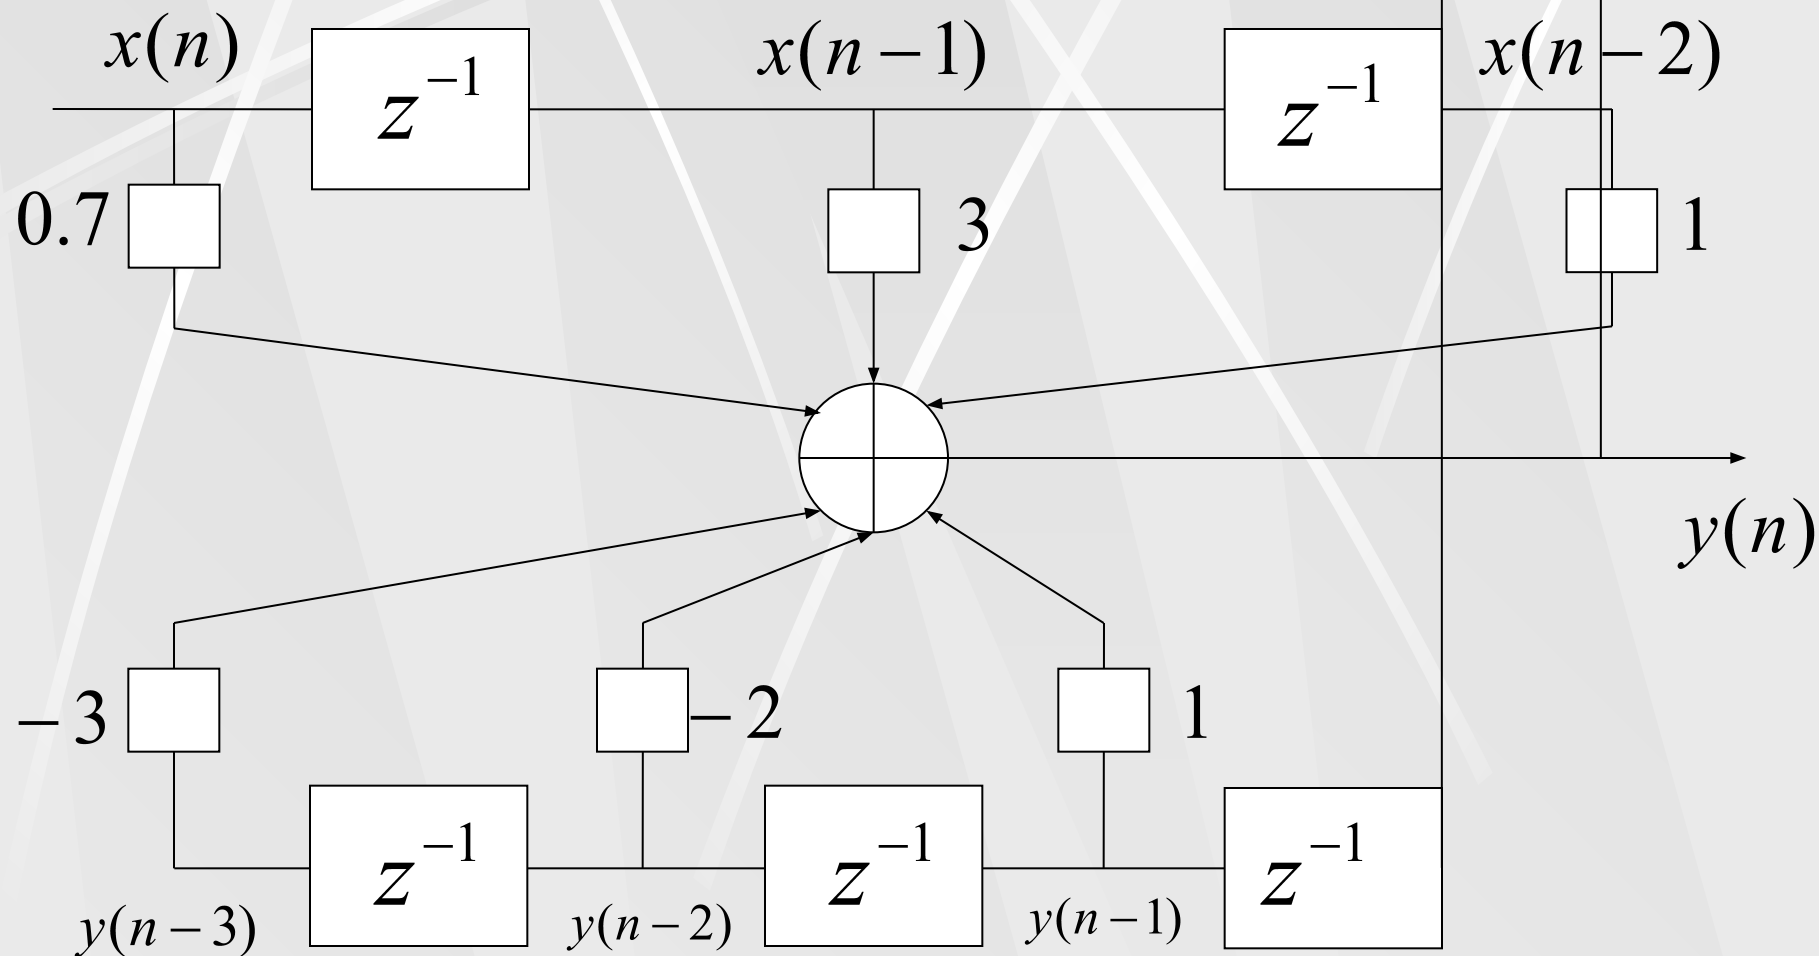 x(n) z⁻¹ x(n − 1) z⁻¹ x(n − 2)
0.7 3 1
y(n)
− 3 − 2 1
z⁻¹ z⁻¹ z⁻¹
y(n − 3) y(n − 2) y(n − 1)